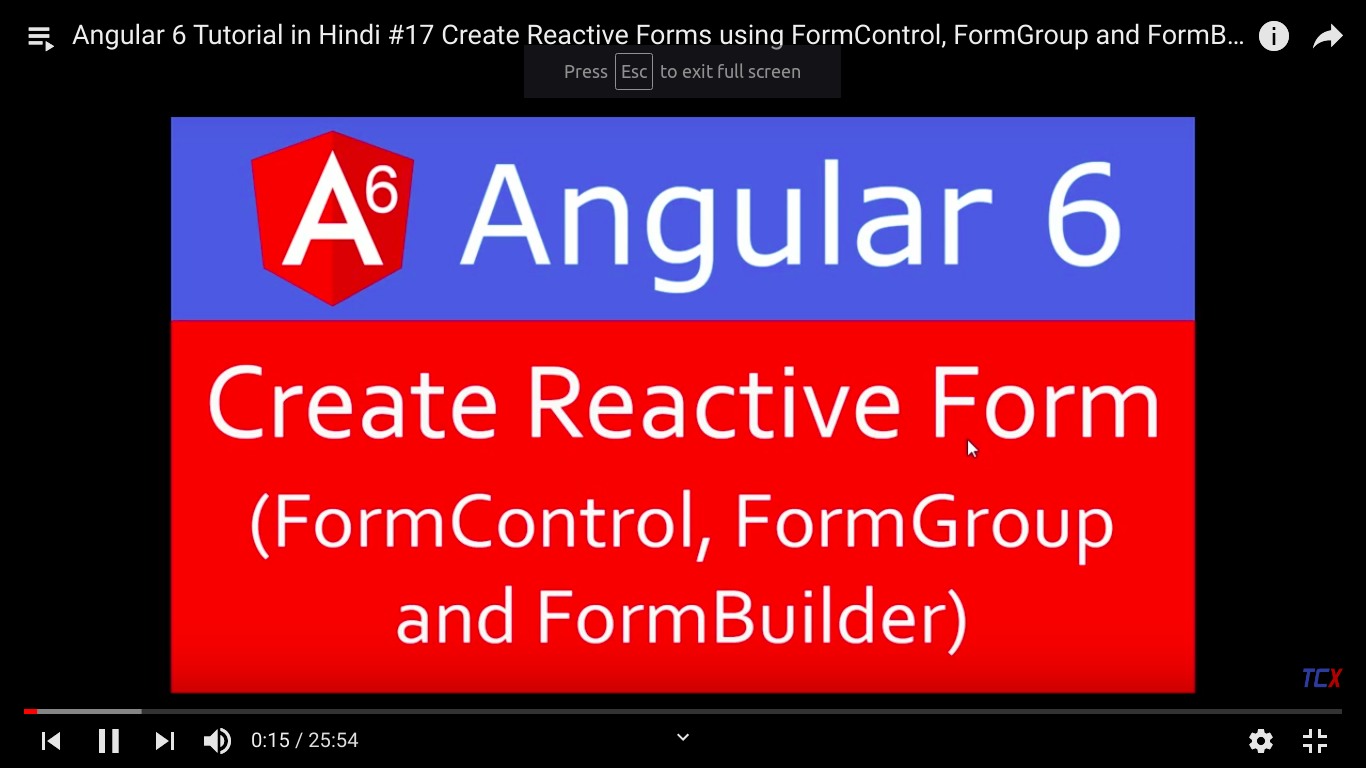 Angular 6 Tutorial in Hindi #17 Create Reactive Forms using FormControl, FormGroup and FormB...
Press Esc to exit full screen
A6 Angular 6
Create Reactive Form
(FormControl, FormGroup
and FormBuilder)
TCX
0:15 / 25:54